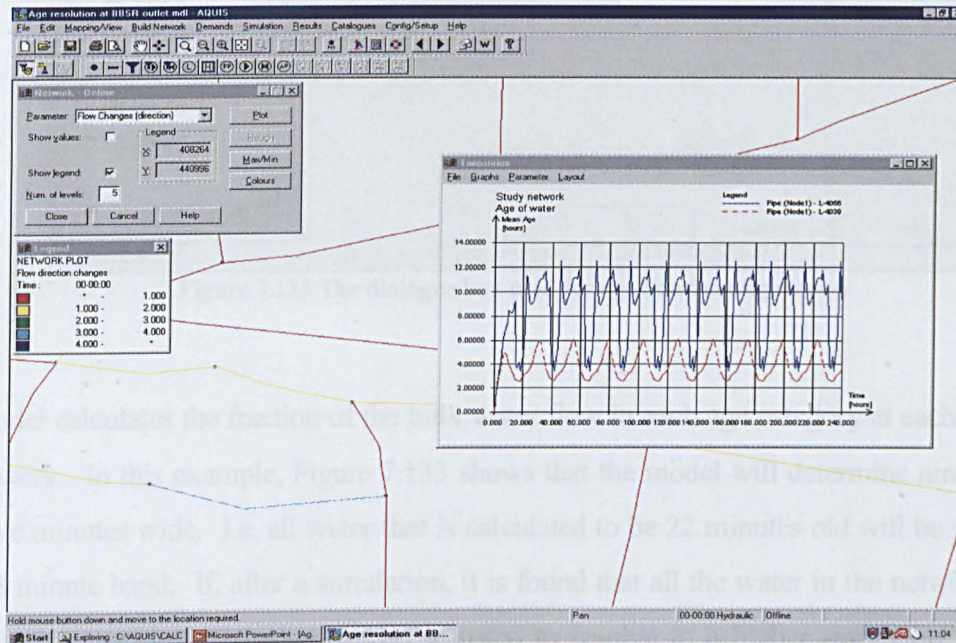 Age resolution at BBSR outlet mdl - AQUIS
File Edit Mapping/View Build Network Demands Simulation Results Catalogues Config/Setup Help
Network - Online
Parameter Flow Changes (direction) Plot
Show values: Legend
X: 408264
Y: 440996
Max/Min
Show legend:
Colours
Num. of levels: 5
Close Cancel Help
Legend
NETWORK PLOT
Flow direction changes
Time : 00-00:00
- 1.000
1.000 - 2.000
2.000 - 3.000
3.000 - 4.000
4.000 -
File Graphs Parameter Layout
Study network
Age of water
Mean Age
[hours]
Legend
Pipe (Node1) - L-4066
Pipe (Node1) - L-4039
14.00000
12.00000
10.00000
8.00000
6.00000
4.00000
2.00000
0.00000
0.000 20.000 40.000 60.000 80.000 100.000 120.000 140.000 160.000 180.000 200.000 220.000 240.000
Time
[hours]
Figure 7.133 The dialogue
del calculates the fraction of the bulk at each
In this example, Figure 7.133 shows that the model will determine
minutes wide, i.e. all water that is calculated to be 22 minutes old will be
minute band. If, after a simulation, it is found that all the water in the
Hold mouse button down and move to the location required. Pan 00-00:00 Hydraulic Offline
Start Exploring - C:\AQUIS\CALC Microsoft PowerPoint - [Ag... Age resolution at BB... 11:04